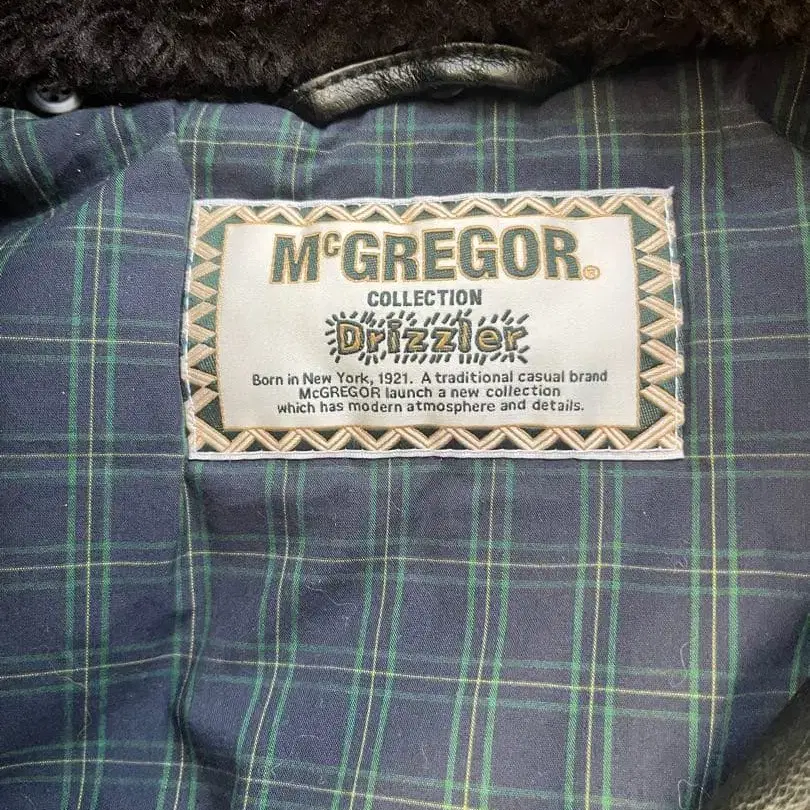 McGREGOR®
COLLECTION
Drizzler
Born in New York, 1921. A traditional casual brand
McGREGOR launch a new collection
which has modern atmosphere and details.